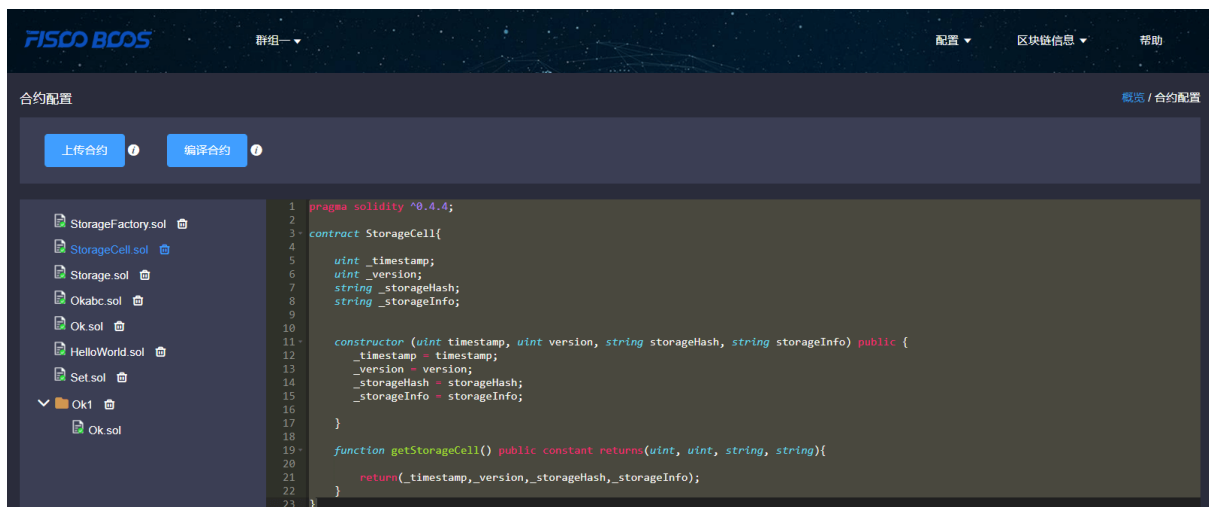 FISCO BCOS
群组一
配置
区块链信息
帮助
合约配置
概览 / 合约配置
上传合约
编译合约
StorageFactory.sol
StorageCell.sol
Storage.sol
Okabc.sol
Ok.sol
HelloWorld.sol
Set.sol
Ok1
Ok.sol
1 pragma solidity ^0.4.4;
2
3 contract StorageCell{
4
5 uint _timestamp;
6 uint _version;
7 string _storageHash;
8 string _storageInfo;
9
10
11 constructor (uint timestamp, uint version, string storageHash, string storageInfo) public {
12 _timestamp = timestamp;
13 _version = version;
14 _storageHash = storageHash;
15 _storageInfo = storageInfo;
16
17 }
18
19 function getStorageCell() public constant returns(uint, uint, string, string){
20
21 return(_timestamp,_version,_storageHash,_storageInfo);
22 }
23 }